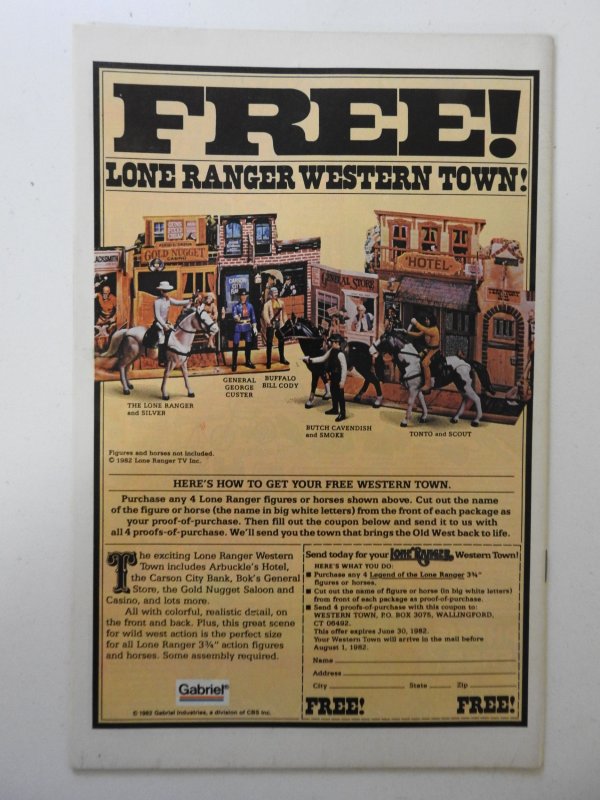 FREE!
LONE RANGER WESTERN TOWN!
GOLD NUGGET
CASINO
CARSON
CITY
GENERAL STORE
HOTEL
THE LONE RANGER
and SILVER
GENERAL
GEORGE
CUSTER
BUFFALO
BILL CODY
BUTCH CAVENDISH
and SMOKE
TONTO and SCOUT
Figures and horses not included.
© 1982 Lone Ranger TV Inc.
HERE'S HOW TO GET YOUR FREE WESTERN TOWN.
Purchase any 4 Lone Ranger figures or horses shown above. Cut out the name
of the figure or horse (the name in big white letters) from the front of each package as
your proof-of-purchase. Then fill out the coupon below and send it to us with
all 4 proofs-of-purchase. We'll send you the town that brings the Old West back to life.
The exciting Lone Ranger Western
Town includes Arbuckle's Hotel,
the Carson City Bank, Bok's General
Store, the Gold Nugget Saloon and
Casino, and lots more.
All with colorful, realistic detail, on
the front and back. Plus, this great scene
for wild west action is the perfect size
for all Lone Ranger 3¾" action figures
and horses. Some assembly required.
Gabriel®
© 1982 Gabriel Industries, a division of CBS Inc.
Send today for your LONE RANGER Western Town!
HERE'S WHAT YOU DO:
■ Purchase any 4 Legend of the Lone Ranger 3¾"
figures or horses.
■ Cut out the name of figure or horse (in big white letters)
from front of each package as proof-of-purchase.
■ Send 4 proofs-of-purchase with this coupon to:
WESTERN TOWN, P.O. BOX 3075, WALLINGFORD,
CT 06492.
This offer expires June 30, 1982.
Your Western Town will arrive in the mail before
August 1, 1982.
Name
Address
City State Zip
FREE! FREE!